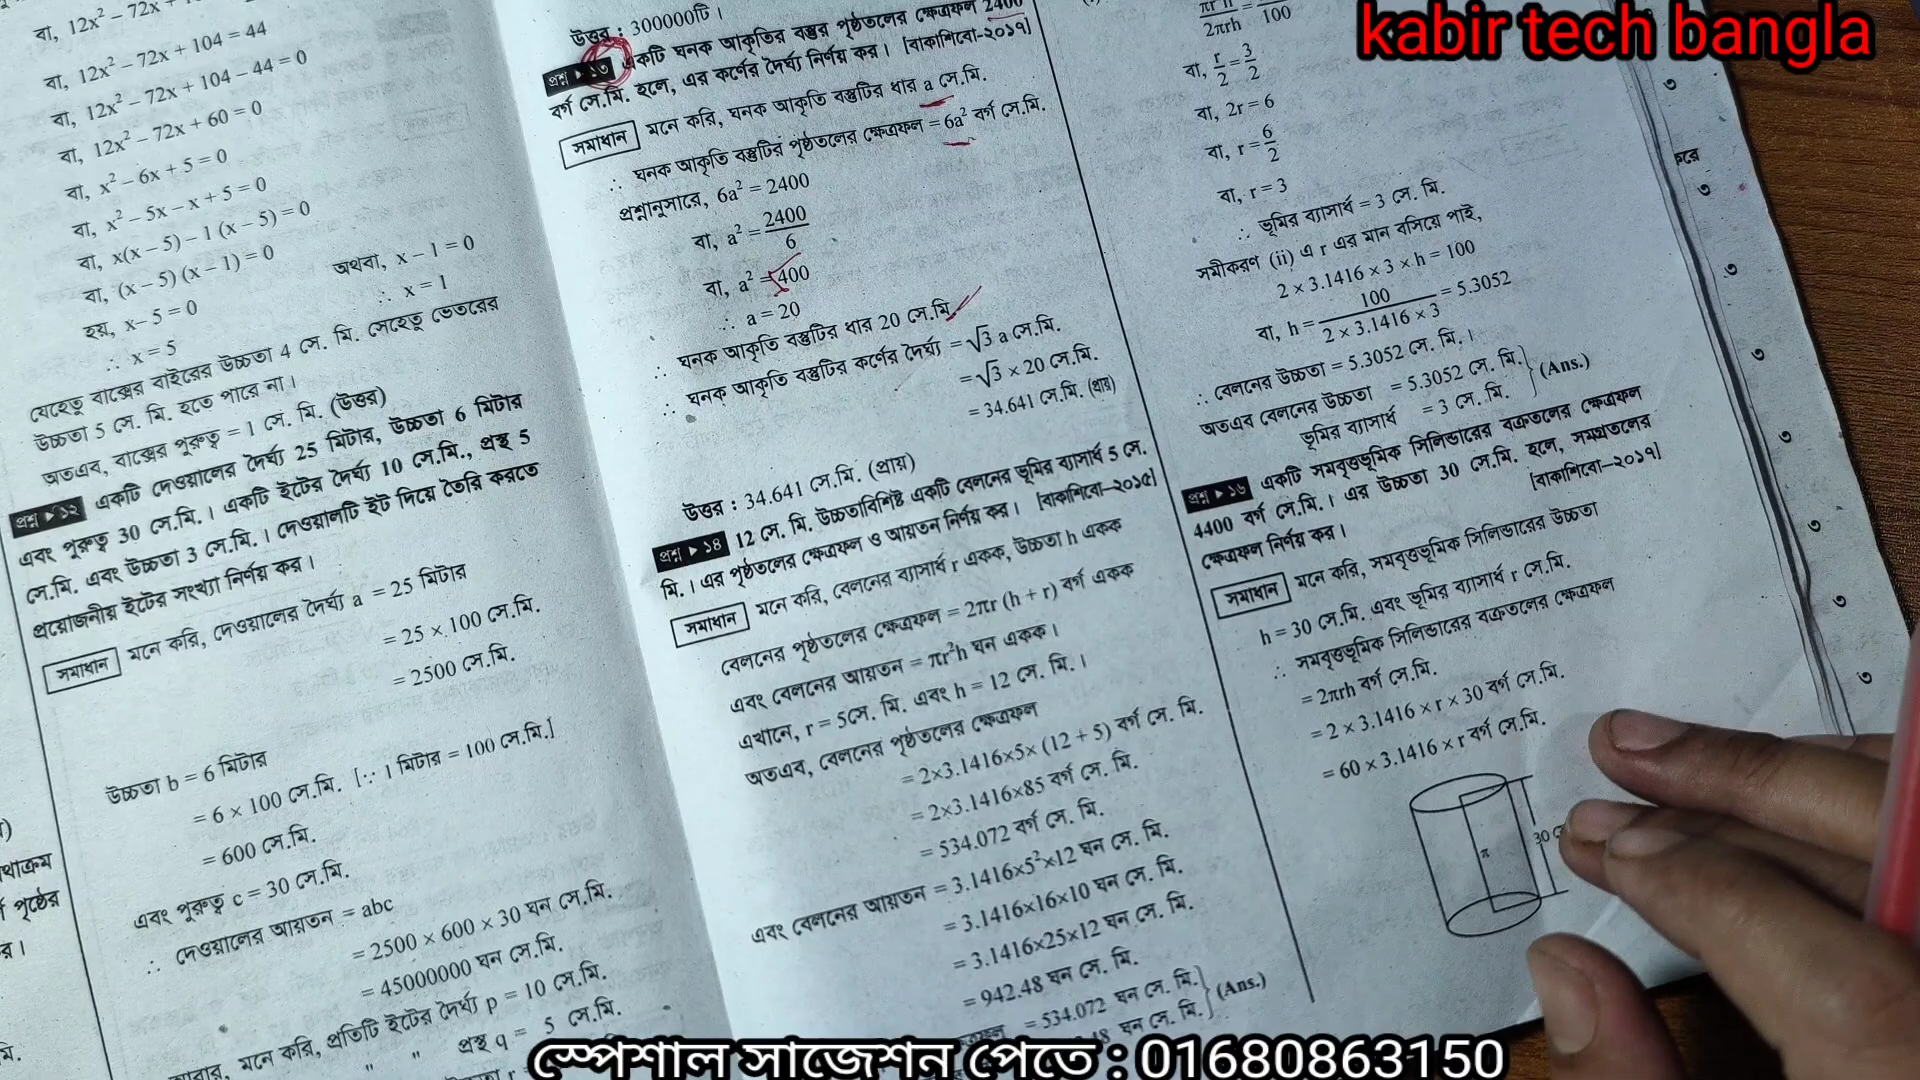 kabir tech bangla
বা, 12x² − 72x +
বা, 12x² − 72x + 104 = 44
বা, 12x² − 72x + 104 − 44 = 0
বা, 12x² − 72x + 60 = 0
বা, x² − 6x + 5 = 0
বা, x² − 5x − x + 5 = 0
বা, x(x − 5) − 1 (x − 5) = 0
বা, (x − 5) (x − 1) = 0
হয়, x − 5 = 0 অথবা, x − 1 = 0
∴ x = 5 ∴ x = 1
যেহেতু বাক্সের বাইরের উচ্চতা 4 সে. মি. সেহেতু ভেতরের
উচ্চতা 5 সে. মি. হতে পারে না।
অতএব, বাক্সের পুরুত্ব = 1 সে. মি. (উত্তর)
প্রশ্ন ▸ ১২ একটি দেওয়ালের দৈর্ঘ্য 25 মিটার, উচ্চতা 6 মিটার
এবং পুরুত্ব 30 সে.মি.। একটি ইটের দৈর্ঘ্য 10 সে.মি., প্রস্থ 5
সে.মি. এবং উচ্চতা 3 সে.মি.। দেওয়ালটি ইট দিয়ে তৈরি করতে
প্রয়োজনীয় ইটের সংখ্যা নির্ণয় কর।
সমাধান মনে করি, দেওয়ালের দৈর্ঘ্য a = 25 মিটার
= 25 × 100 সে.মি.
= 2500 সে.মি.
উচ্চতা b = 6 মিটার
= 6 × 100 সে.মি. [∵ 1 মিটার = 100 সে.মি.]
= 600 সে.মি.
এবং পুরুত্ব c = 30 সে.মি.
∴ দেওয়ালের আয়তন = abc
= 2500 × 600 × 30 ঘন সে.মি.
= 45000000 ঘন সে.মি.
মনে করি, প্রতিটি ইটের দৈর্ঘ্য p = 10 সে.মি.
" " প্রস্থ q = 5 সে.মি.
উত্তর : 300000টি।
প্রশ্ন ▸ ১৩ একটি ঘনক আকৃতির বস্তুর পৃষ্ঠতলের ক্ষেত্রফল 2400
বর্গ সে.মি. হলে, এর কর্ণের দৈর্ঘ্য নির্ণয় কর। [বাকাশিবো-২০১৭]
সমাধান মনে করি, ঘনক আকৃতি বস্তুটির ধার a সে.মি.
∴ ঘনক আকৃতি বস্তুটির পৃষ্ঠতলের ক্ষেত্রফল = 6a² বর্গ সে.মি.
প্রশ্নানুসারে, 6a² = 2400
বা, a² = 2400/6
বা, a² = 400
∴ a = 20
∴ ঘনক আকৃতি বস্তুটির ধার 20 সে.মি.
∴ ঘনক আকৃতি বস্তুটির কর্ণের দৈর্ঘ্য = √3 a সে.মি.
= √3 × 20 সে.মি.
= 34.641 সে.মি. (প্রায়)
উত্তর : 34.641 সে.মি. (প্রায়)
প্রশ্ন ▸ ১৪ 12 সে. মি. উচ্চতাবিশিষ্ট একটি বেলনের ভূমির ব্যাসার্ধ 5 সে.
মি.। এর পৃষ্ঠতলের ক্ষেত্রফল ও আয়তন নির্ণয় কর। [বাকাশিবো–২০১৫]
সমাধান মনে করি, বেলনের ব্যাসার্ধ r একক, উচ্চতা h একক
বেলনের পৃষ্ঠতলের ক্ষেত্রফল = 2πr (h + r) বর্গ একক
এবং বেলনের আয়তন = πr²h ঘন একক।
এখানে, r = 5সে. মি. এবং h = 12 সে. মি.।
অতএব, বেলনের পৃষ্ঠতলের ক্ষেত্রফল
= 2×3.1416×5×(12 + 5) বর্গ সে. মি.
= 2×3.1416×85 বর্গ সে. মি.
= 534.072 বর্গ সে. মি.
এবং বেলনের আয়তন = 3.1416×5²×12 ঘন সে. মি.
= 3.1416×16×10 ঘন সে. মি.
= 3.1416×25×12 ঘন সে. মি.
= 942.48 ঘন সে. মি.
= 534.072 ঘন সে. মি.
ঘন সে. মি. } (Ans.)
2πrh 100
বা, r/2 = 3/2
বা, 2r = 6
বা, r = 6/2
বা, r = 3
∴ ভূমির ব্যাসার্ধ = 3 সে. মি.
সমীকরণ (ii) এ r এর মান বসিয়ে পাই,
2 × 3.1416 × 3 × h = 100
বা, h = 100/(2 × 3.1416 × 3) = 5.3052
∴ বেলনের উচ্চতা = 5.3052 সে. মি.।
অতএব বেলনের উচ্চতা = 5.3052 সে. মি.
ভূমির ব্যাসার্ধ = 3 সে. মি. } (Ans.)
প্রশ্ন ▸ ১৬ একটি সমবৃত্তভূমিক সিলিন্ডারের বক্রতলের ক্ষেত্রফল
4400 বর্গ সে.মি.। এর উচ্চতা 30 সে.মি. হলে, সমগ্রতলের
ক্ষেত্রফল নির্ণয় কর। [বাকাশিবো–২০১৭]
সমাধান মনে করি, সমবৃত্তভূমিক সিলিন্ডারের উচ্চতা
h = 30 সে.মি. এবং ভূমির ব্যাসার্ধ r সে.মি.
∴ সমবৃত্তভূমিক সিলিন্ডারের বক্রতলের ক্ষেত্রফল
= 2πrh বর্গ সে.মি.
= 2 × 3.1416 × r × 30 বর্গ সে.মি.
= 60 × 3.1416 × r বর্গ সে.মি.
30
স্পেশাল সাজেশন পেতে : 01680863150